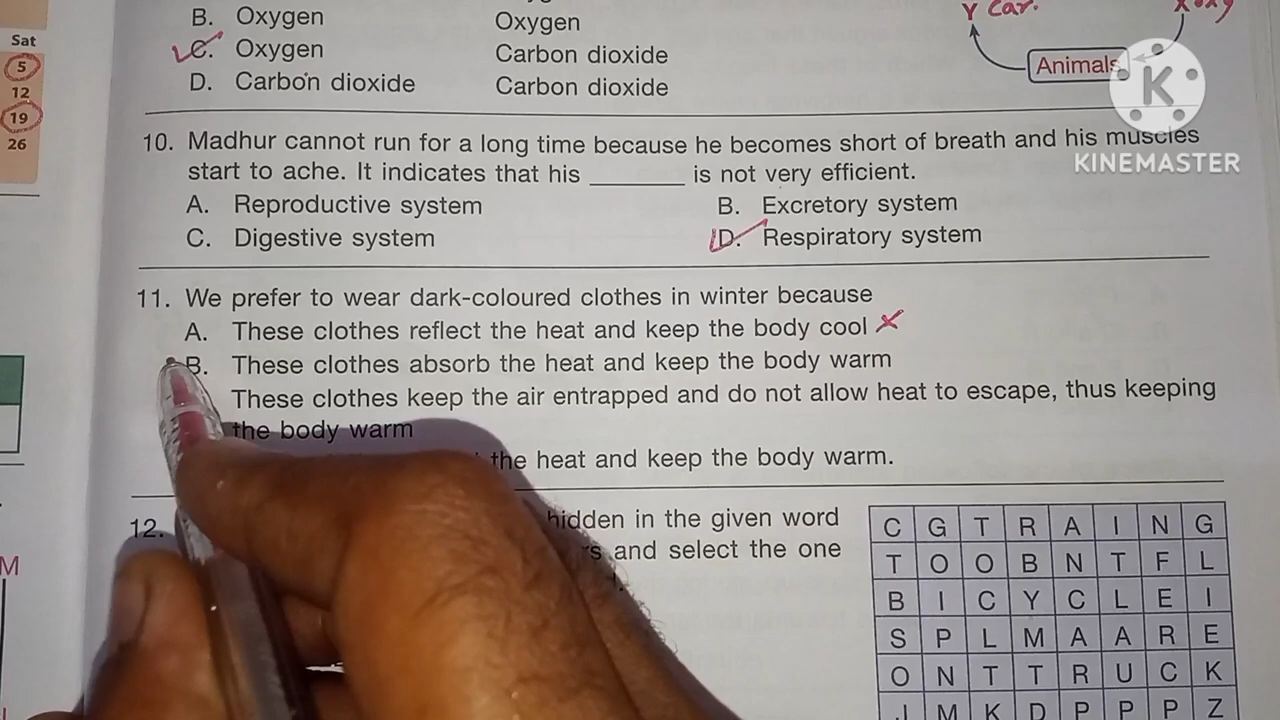 B. Oxygen Oxygen
C. Oxygen Carbon dioxide
D. Carbon dioxide Carbon dioxide
Y Car.
Animals
Sat
5
12
19
26
K
KINEMASTER
10. Madhur cannot run for a long time because he becomes short of breath and his muscles
start to ache. It indicates that his ______ is not very efficient.
A. Reproductive system B. Excretory system
C. Digestive system D. Respiratory system
11. We prefer to wear dark-coloured clothes in winter because
A. These clothes reflect the heat and keep the body cool
B. These clothes absorb the heat and keep the body warm
These clothes keep the air entrapped and do not allow heat to escape, thus keeping
the body warm
the heat and keep the body warm.
12. hidden in the given word
and select the one
M
C G T R A I N G
T O O B N T F L
B I C Y C L E I
S P L M A A R E
O N T T R U C K
J M K D P P P Z